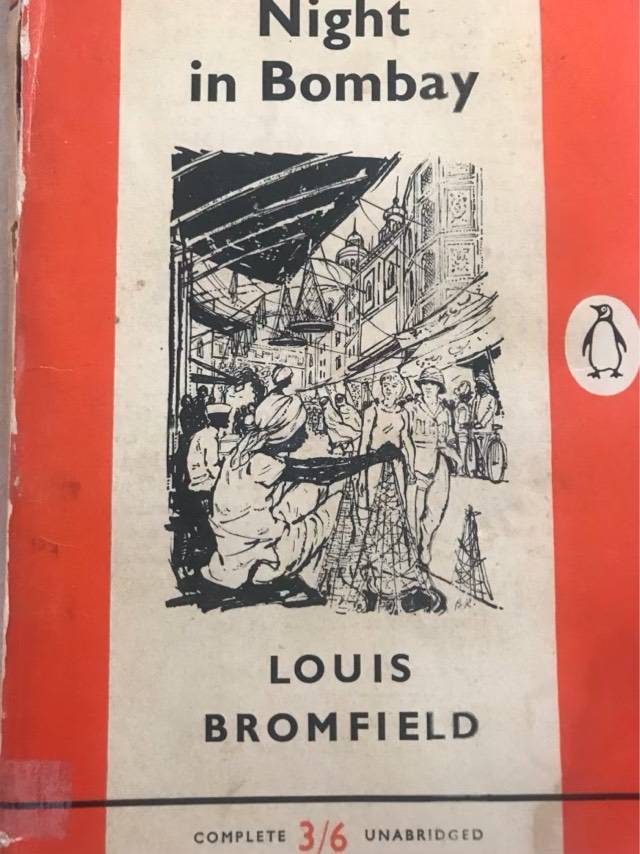 Night
in Bombay
LOUIS
BROMFIELD
COMPLETE 3/6 UNABRIDGED